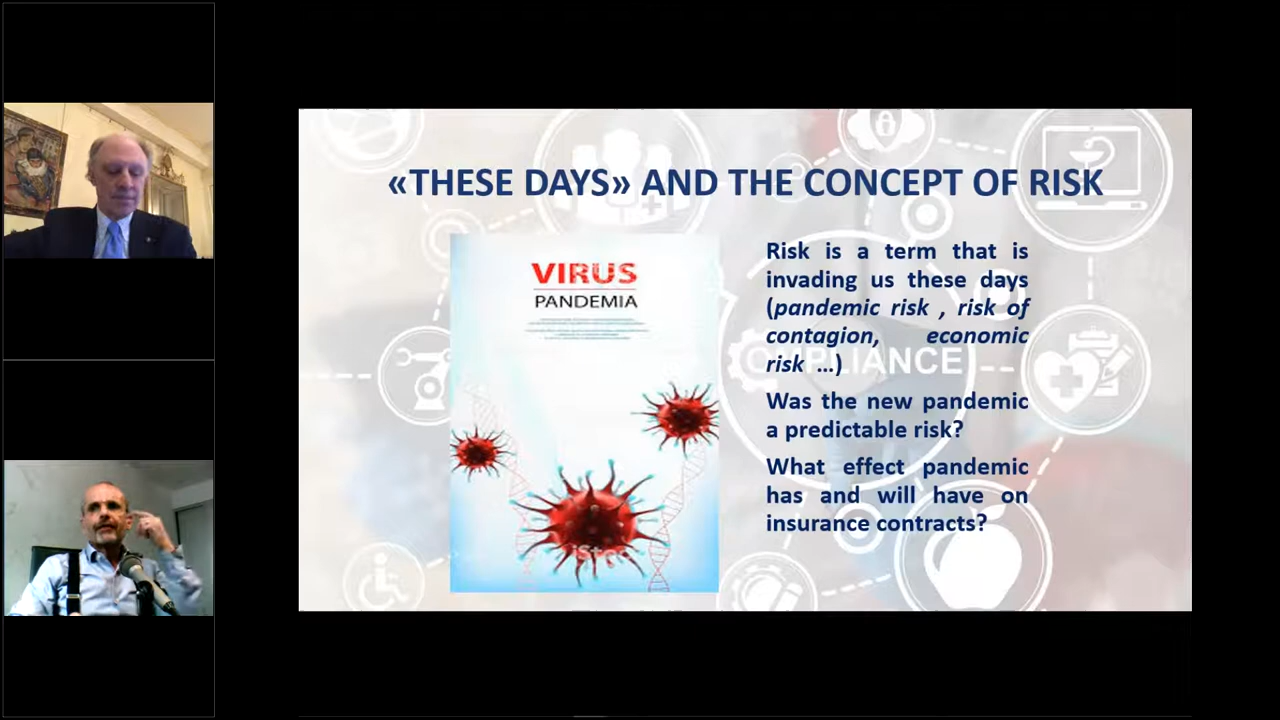 «THESE DAYS» AND THE CONCEPT OF RISK
VIRUS
PANDEMIA
iStock
COMPLIANCE
Risk is a term that is
invading us these days
(pandemic risk , risk of
contagion, economic
risk ...)
Was the new pandemic
a predictable risk?
What effect pandemic
has and will have on
insurance contracts?